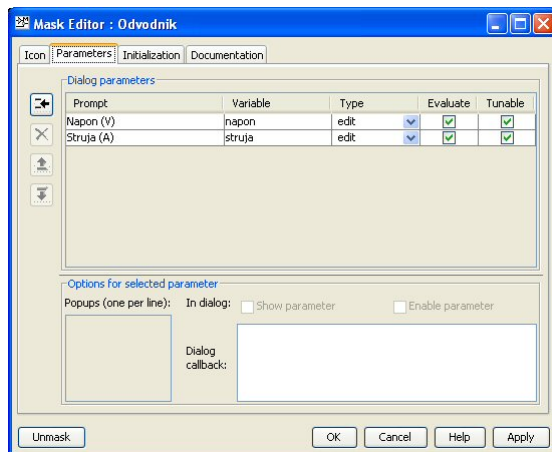 Mask Editor : Odvodnik
Icon Parameters Initialization Documentation
Dialog parameters
Prompt Variable Type Evaluate Tunable
Napon (V) napon edit
Struja (A) struja edit
Options for selected parameter
Popups (one per line): In dialog: Show parameter Enable parameter
Dialog
callback:
Unmask OK Cancel Help Apply